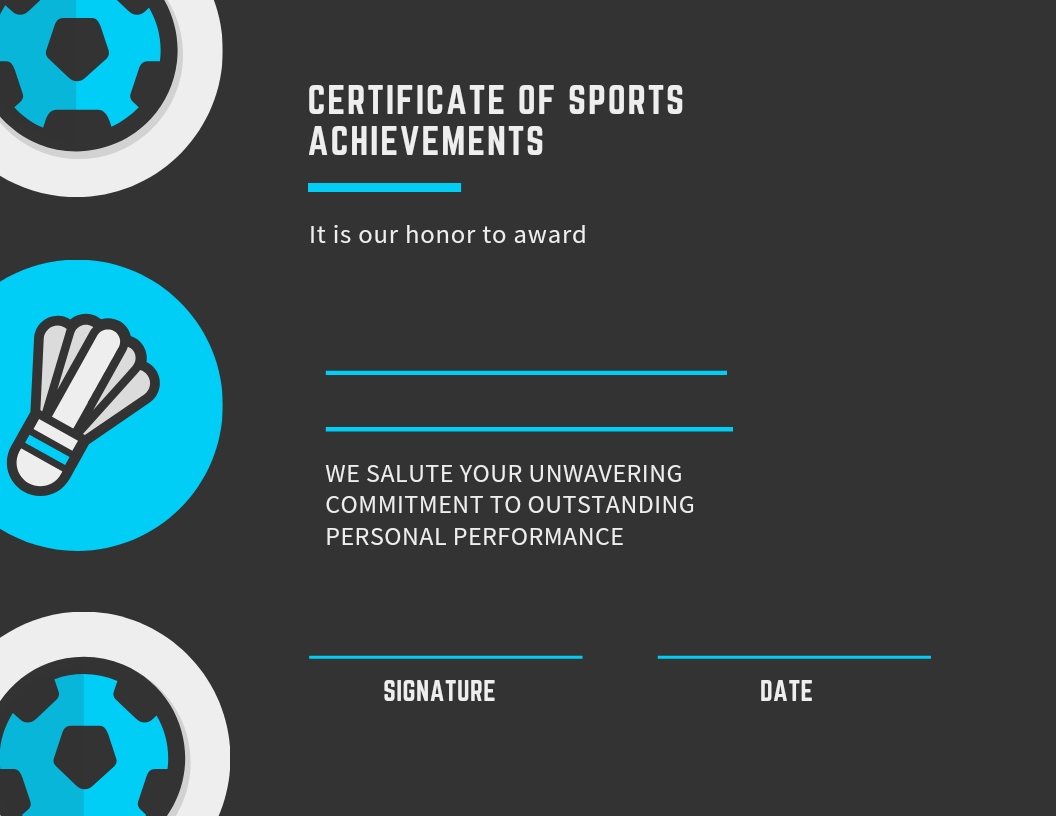 CERTIFICATE OF SPORTS
ACHIEVEMENTS
It is our honor to award
WE SALUTE YOUR UNWAVERING
COMMITMENT TO OUTSTANDING
PERSONAL PERFORMANCE
SIGNATURE
DATE